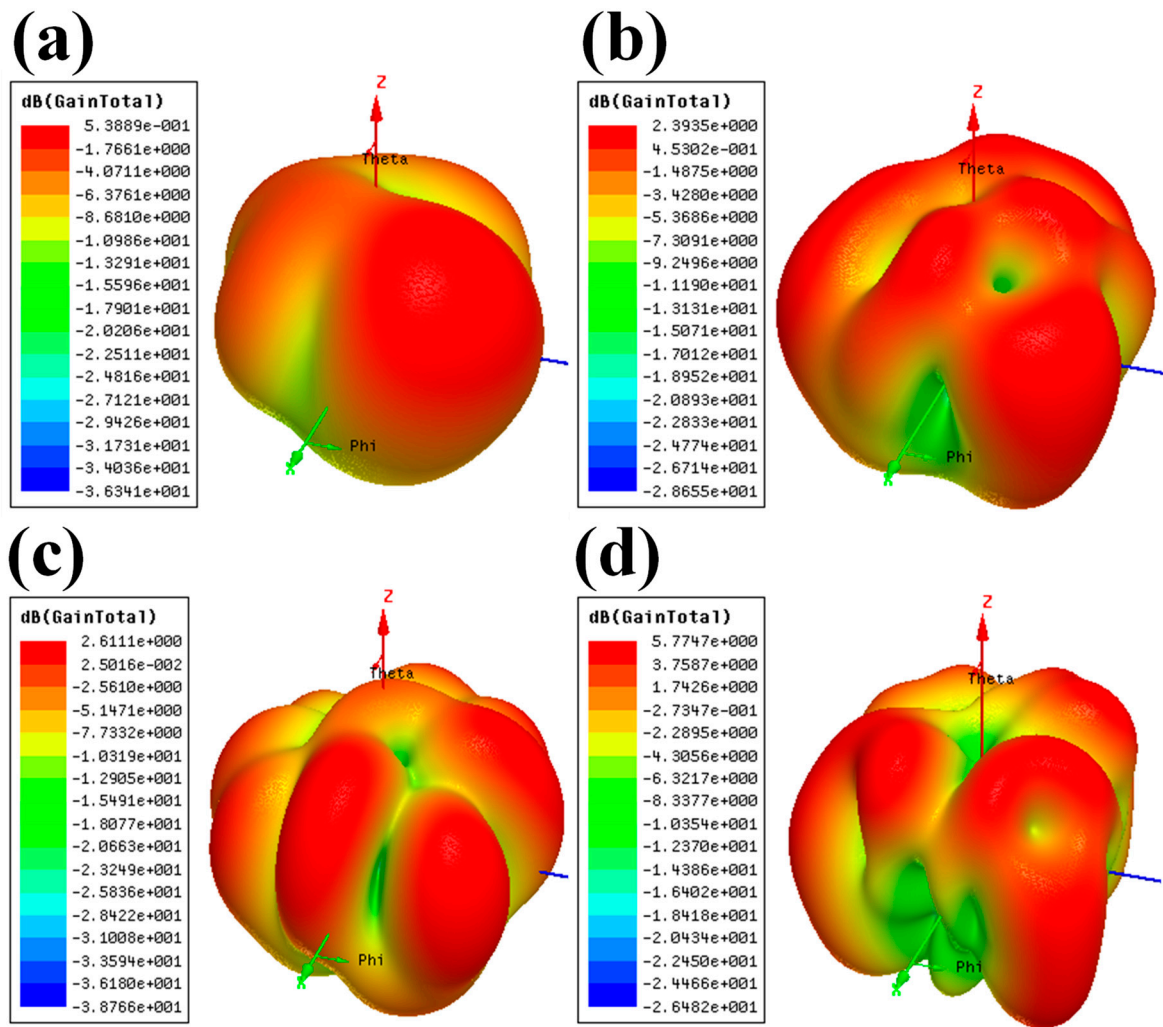 (a)
dB(GainTotal)
5.3889e-001
-1.7661e+000
-4.0711e+000
-6.3761e+000
-8.6810e+000
-1.0986e+001
-1.3291e+001
-1.5596e+001
-1.7901e+001
-2.0206e+001
-2.2511e+001
-2.4816e+001
-2.7121e+001
-2.9426e+001
-3.1731e+001
-3.4036e+001
-3.6341e+001
Z
Theta
X
Phi
(b)
dB(GainTotal)
2.3935e+000
4.5302e-001
-1.4875e+000
-3.4280e+000
-5.3686e+000
-7.3091e+000
-9.2496e+000
-1.1190e+001
-1.3131e+001
-1.5071e+001
-1.7012e+001
-1.8952e+001
-2.0893e+001
-2.2833e+001
-2.4774e+001
-2.6714e+001
-2.8655e+001
Z
Theta
X
Phi
(c)
dB(GainTotal)
2.6111e+000
2.5016e-002
-2.5610e+000
-5.1471e+000
-7.7332e+000
-1.0319e+001
-1.2905e+001
-1.5491e+001
-1.8077e+001
-2.0663e+001
-2.3249e+001
-2.5836e+001
-2.8422e+001
-3.1008e+001
-3.3594e+001
-3.6180e+001
-3.8766e+001
Z
Theta
X
Phi
(d)
dB(GainTotal)
5.7747e+000
3.7587e+000
1.7426e+000
-2.7347e-001
-2.2895e+000
-4.3056e+000
-6.3217e+000
-8.3377e+000
-1.0354e+001
-1.2370e+001
-1.4386e+001
-1.6402e+001
-1.8418e+001
-2.0434e+001
-2.2450e+001
-2.4466e+001
-2.6482e+001
Z
Theta
X
Phi